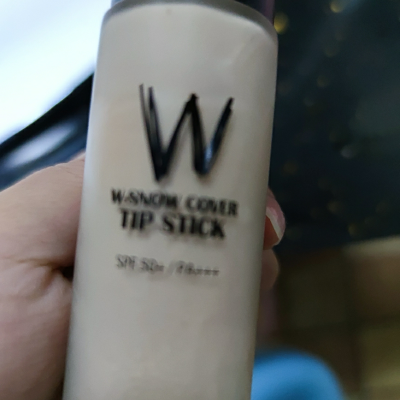 W
W-SNOW COVER
TIP STICK
SPF 50+ / PA+++